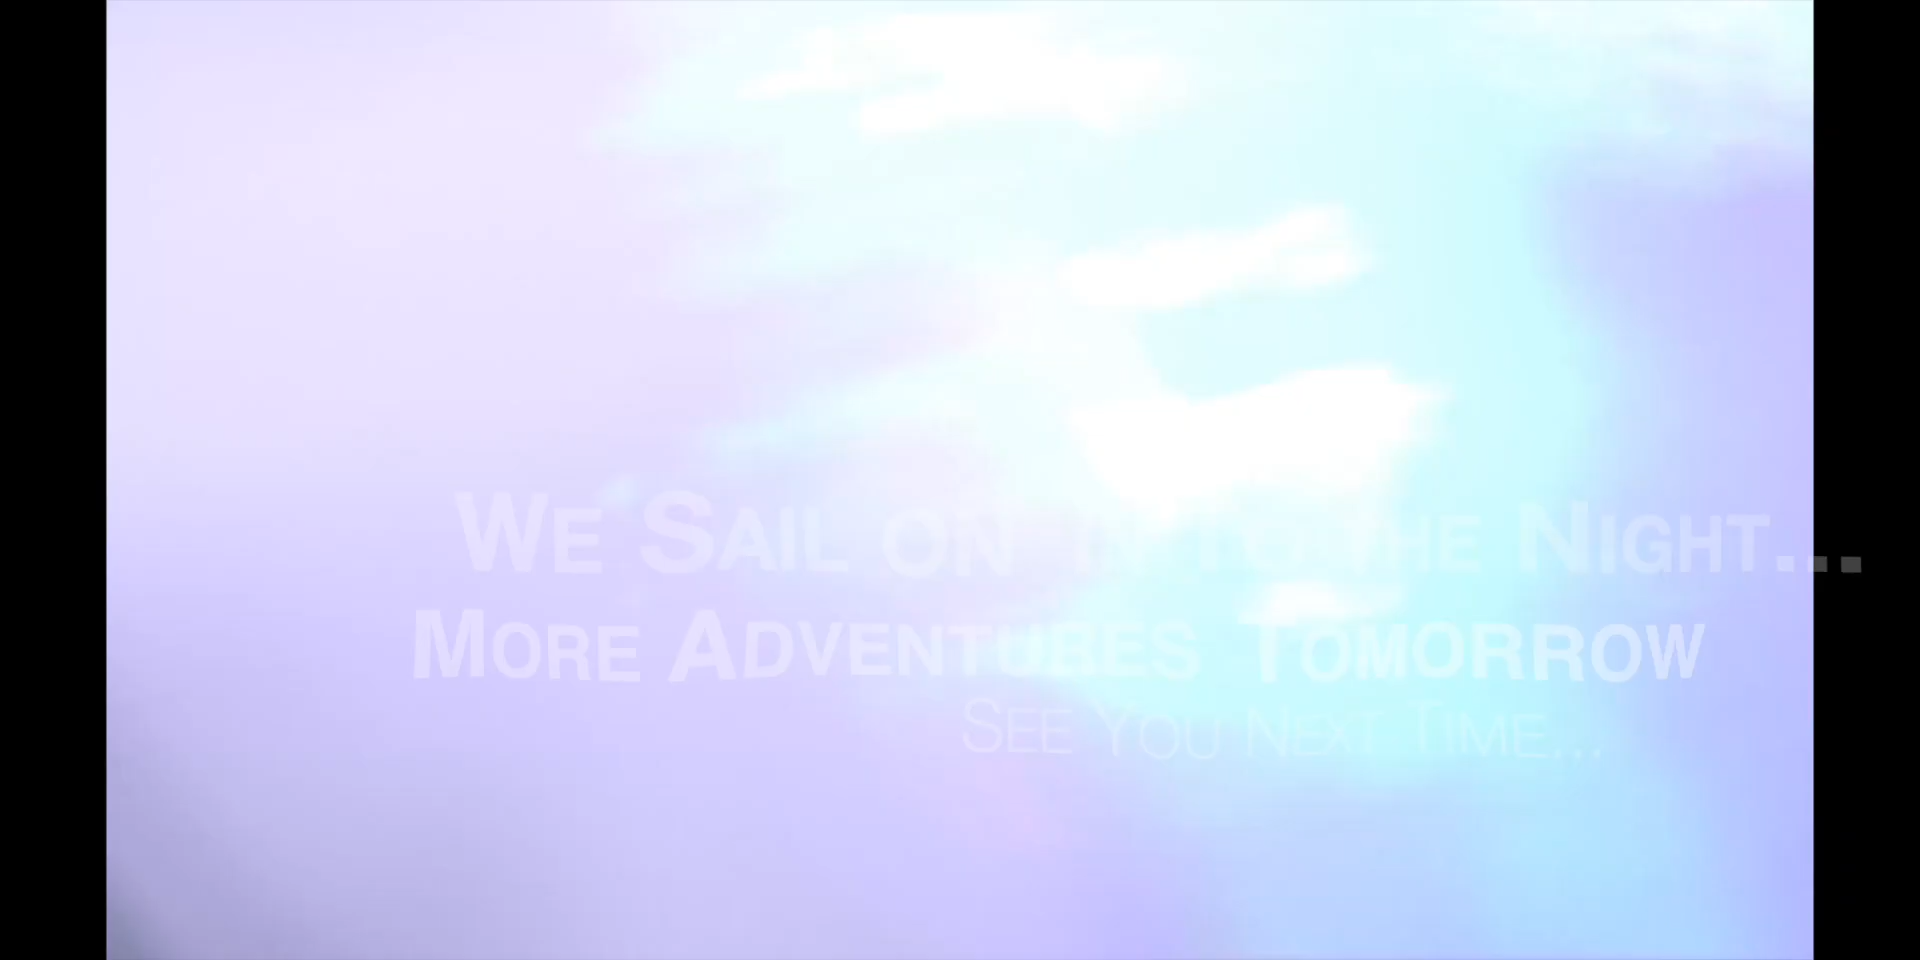 We Sail on into the Night...
More Adventures Tomorrow
See You Next Time...